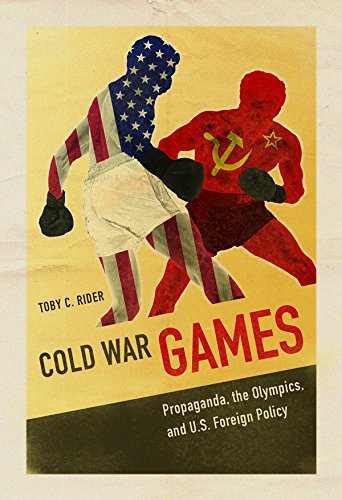 TOBY C. RIDER
COLD WAR GAMES
Propaganda, the Olympics,
and U.S. Foreign Policy